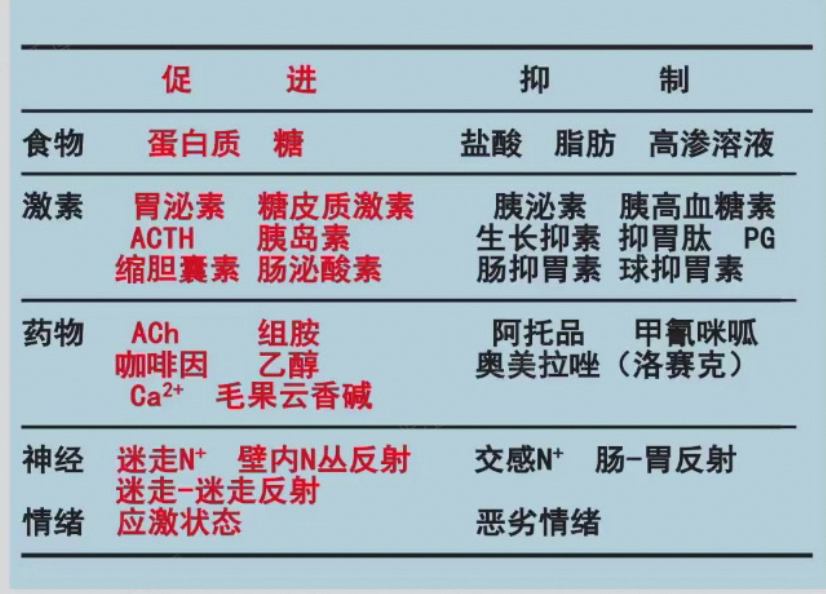 促 进 抑 制
食物 蛋白质 糖 盐酸 脂肪 高渗溶液
激素 胃泌素 糖皮质激素 胰泌素 胰高血糖素
ACTH 胰岛素 生长抑素 抑胃肽 PG
缩胆囊素 肠泌酸素 肠抑胃素 球抑胃素
药物 ACh 组胺 阿托品 甲氰咪呱
咖啡因 乙醇 奥美拉唑（洛赛克）
Ca²⁺ 毛果云香碱
神经 迷走N⁺ 壁内N丛反射 交感N⁺ 肠-胃反射
迷走-迷走反射
情绪 应激状态 恶劣情绪